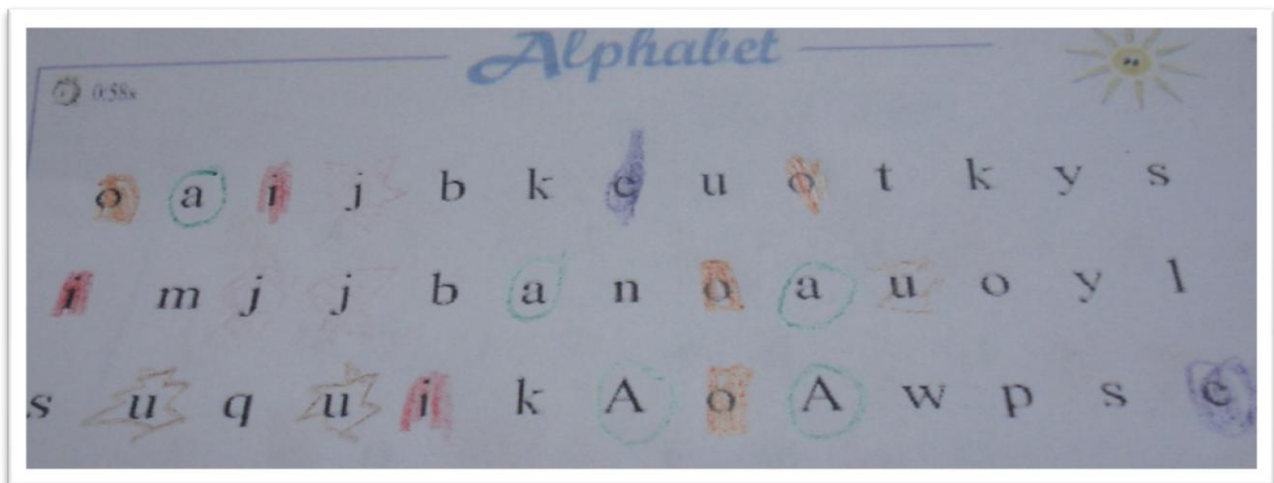 Alphabet
0:58s
o a i j b k e u o t k y s
i m j j b a n o a u o y l
s u q u i k A o A w p s e